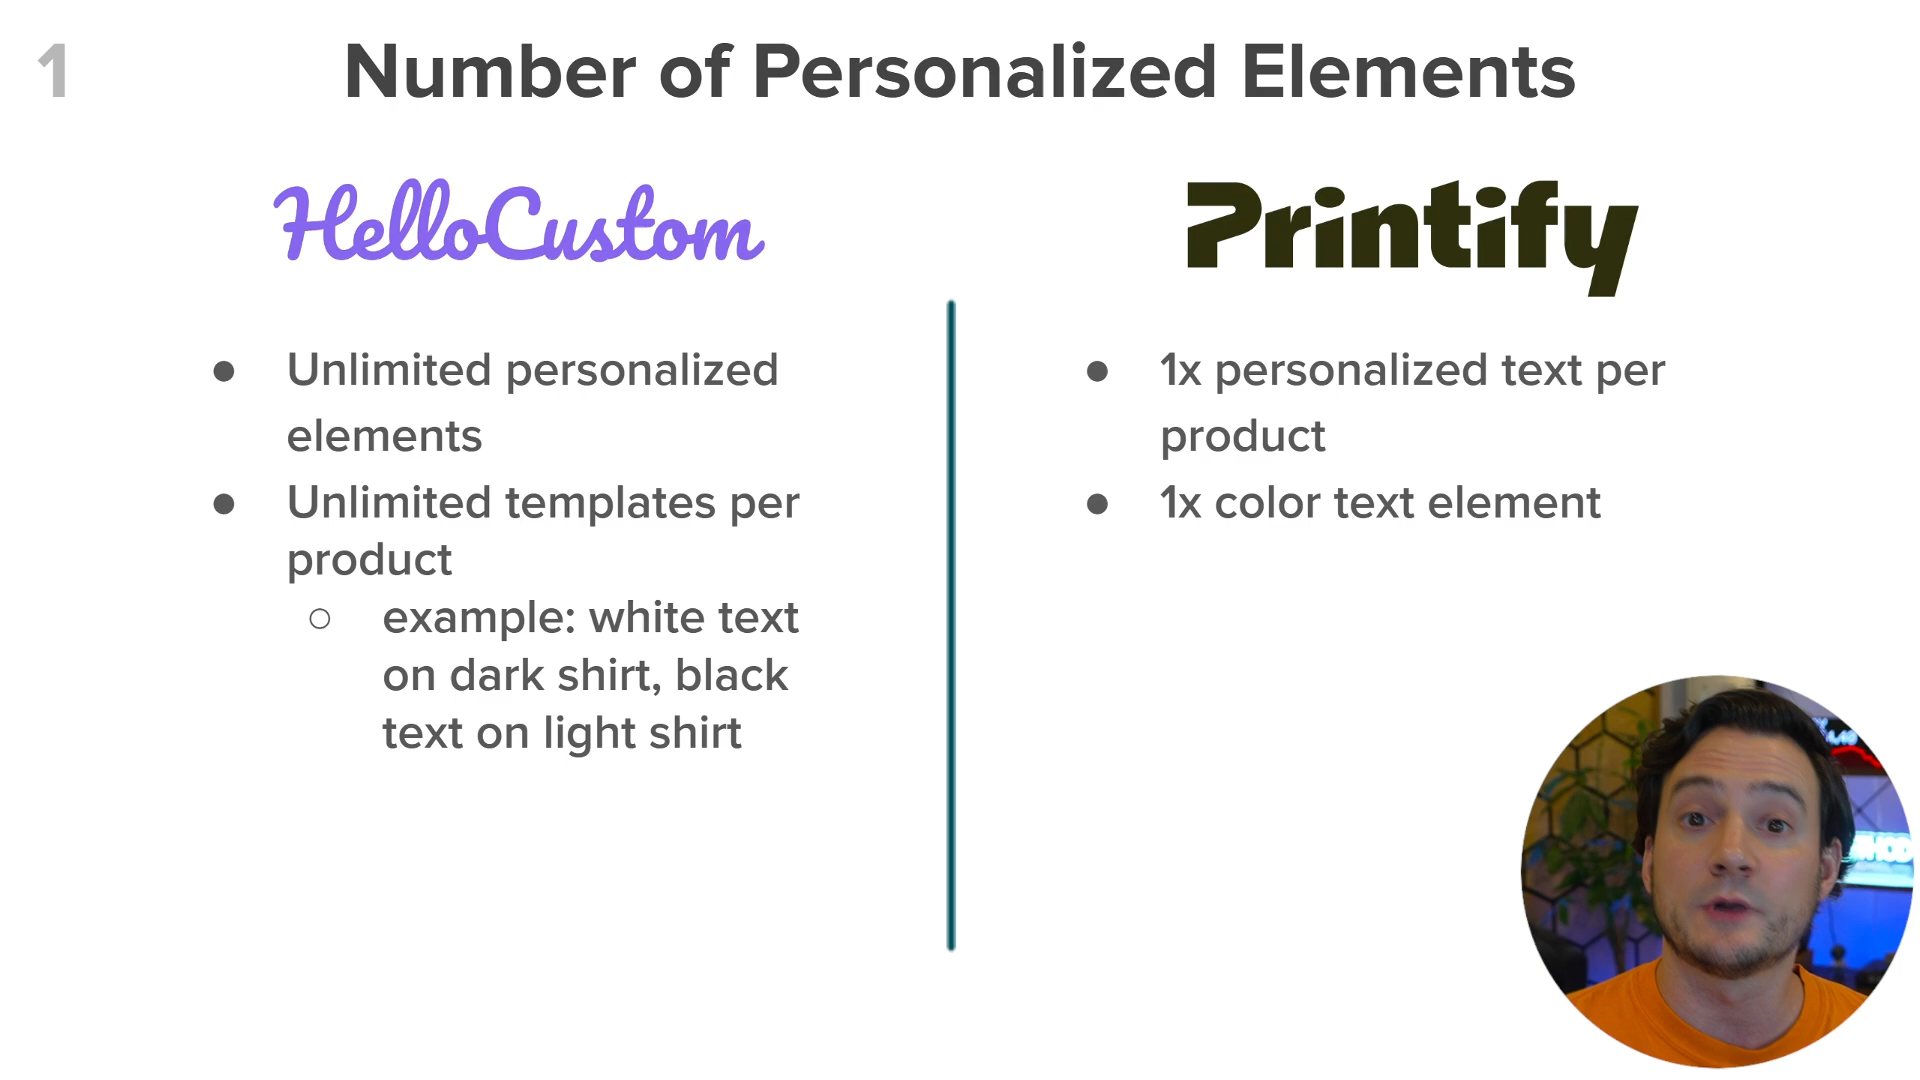 1
Number of Personalized Elements
HelloCustom
Printify
● Unlimited personalized
elements
● Unlimited templates per
product
○ example: white text
on dark shirt, black
text on light shirt
● 1x personalized text per
product
● 1x color text element